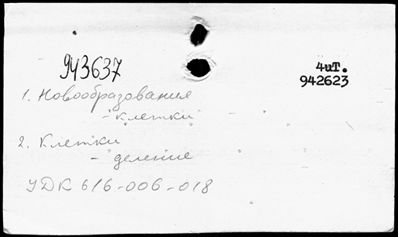 943637
4чт.
942623
1. Новообразования
- клетки
2. Клетки
- деление
УДК 616-006-018